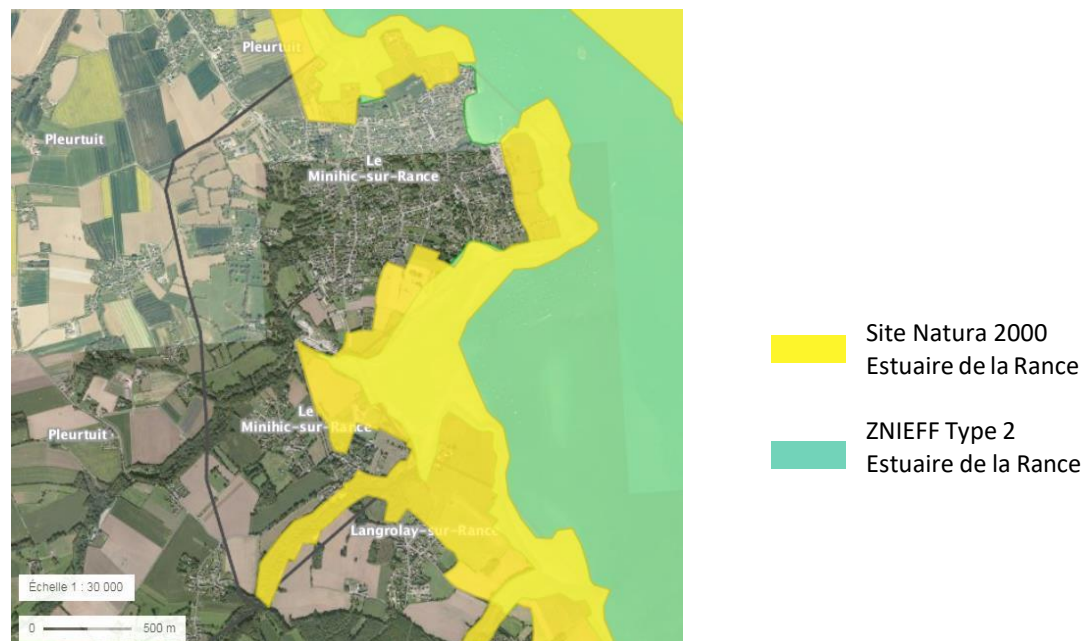 Pleurtuit
Pleurtuit
Le
Minihic-sur-Rance
Le
Minihic-sur-Rance
Pleurtuit
Langrolay-sur-Rance
Échelle 1 : 30 000
0 500 m
Site Natura 2000
Estuaire de la Rance
ZNIEFF Type 2
Estuaire de la Rance